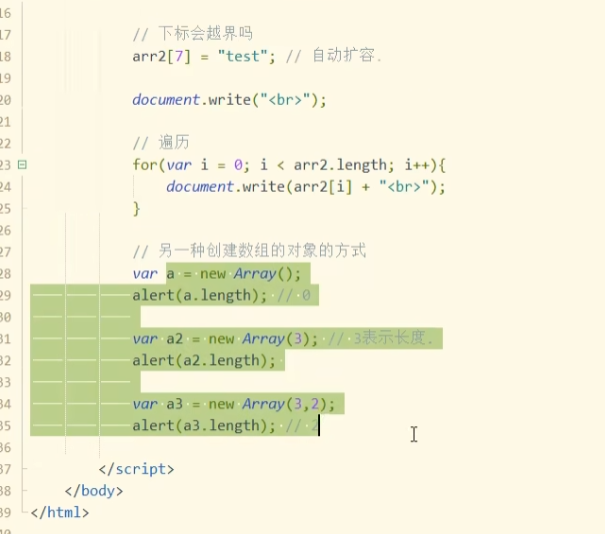 16
17 // 下标会越界吗
18 arr2[7] = "test"; // 自动扩容.
19
20 document.write("<br>");
21
22 // 遍历
23 for(var i = 0; i < arr2.length; i++){
24 document.write(arr2[i] + "<br>");
25 }
26
27 // 另一种创建数组的对象的方式
28 var a = new Array();
29 alert(a.length); // 0
30
31 var a2 = new Array(3); // 3表示长度.
32 alert(a2.length);
33
34 var a3 = new Array(3,2);
35 alert(a3.length); // 2
36
37 </script>
38 </body>
39 </html>